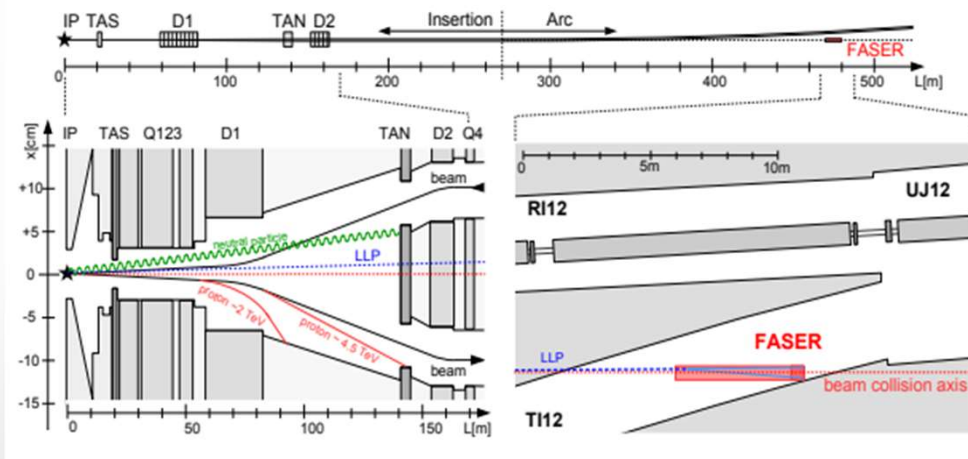 IP TAS D1 TAN D2 Insertion Arc
FASER
0 100 200 300 400 500 L[m]
x[cm]
IP TAS Q123 D1 TAN D2 Q4
+10
+5
0
-5
-10
-15
beam
neutral particle
LLP
proton ~2 TeV
proton ~ 4.5 TeV
beam
0 50 100 150 L[m]
0 5m 10m
RI12
UJ12
FASER
LLP
beam collision axis
TI12